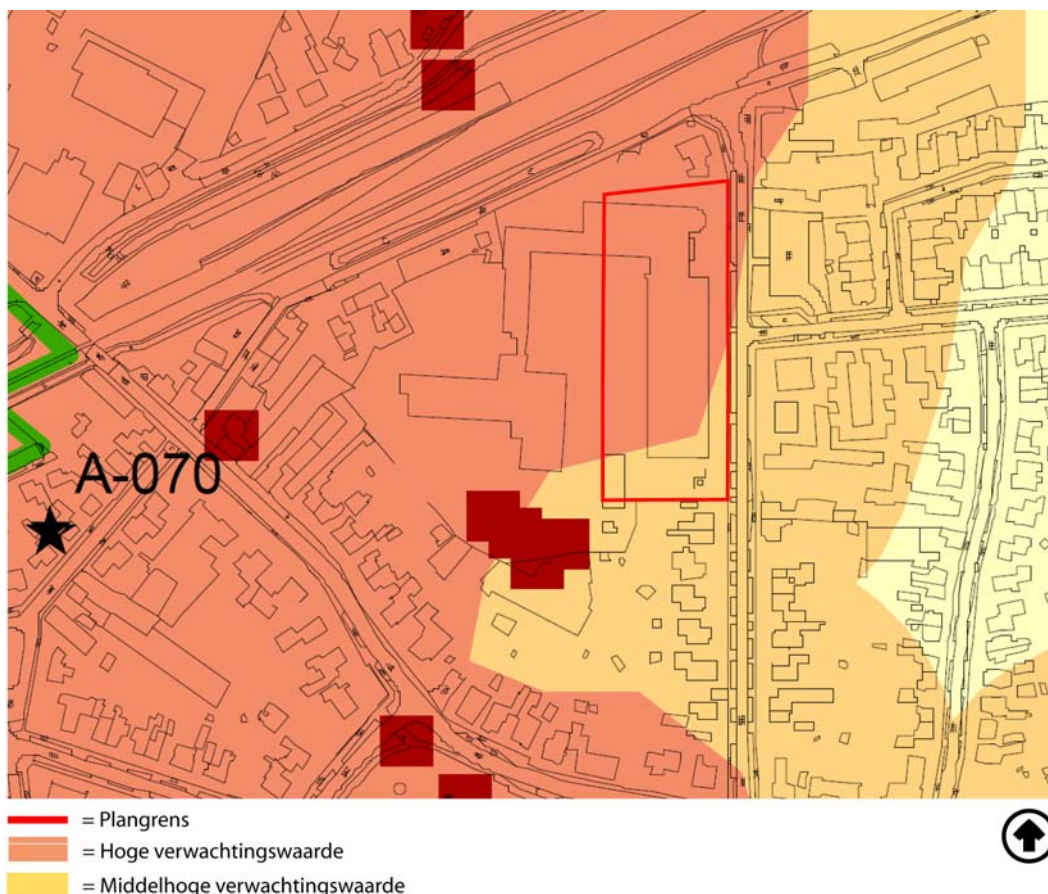 A-070
= Plangrens
= Hoge verwachtingswaarde
= Middelhoge verwachtingswaarde